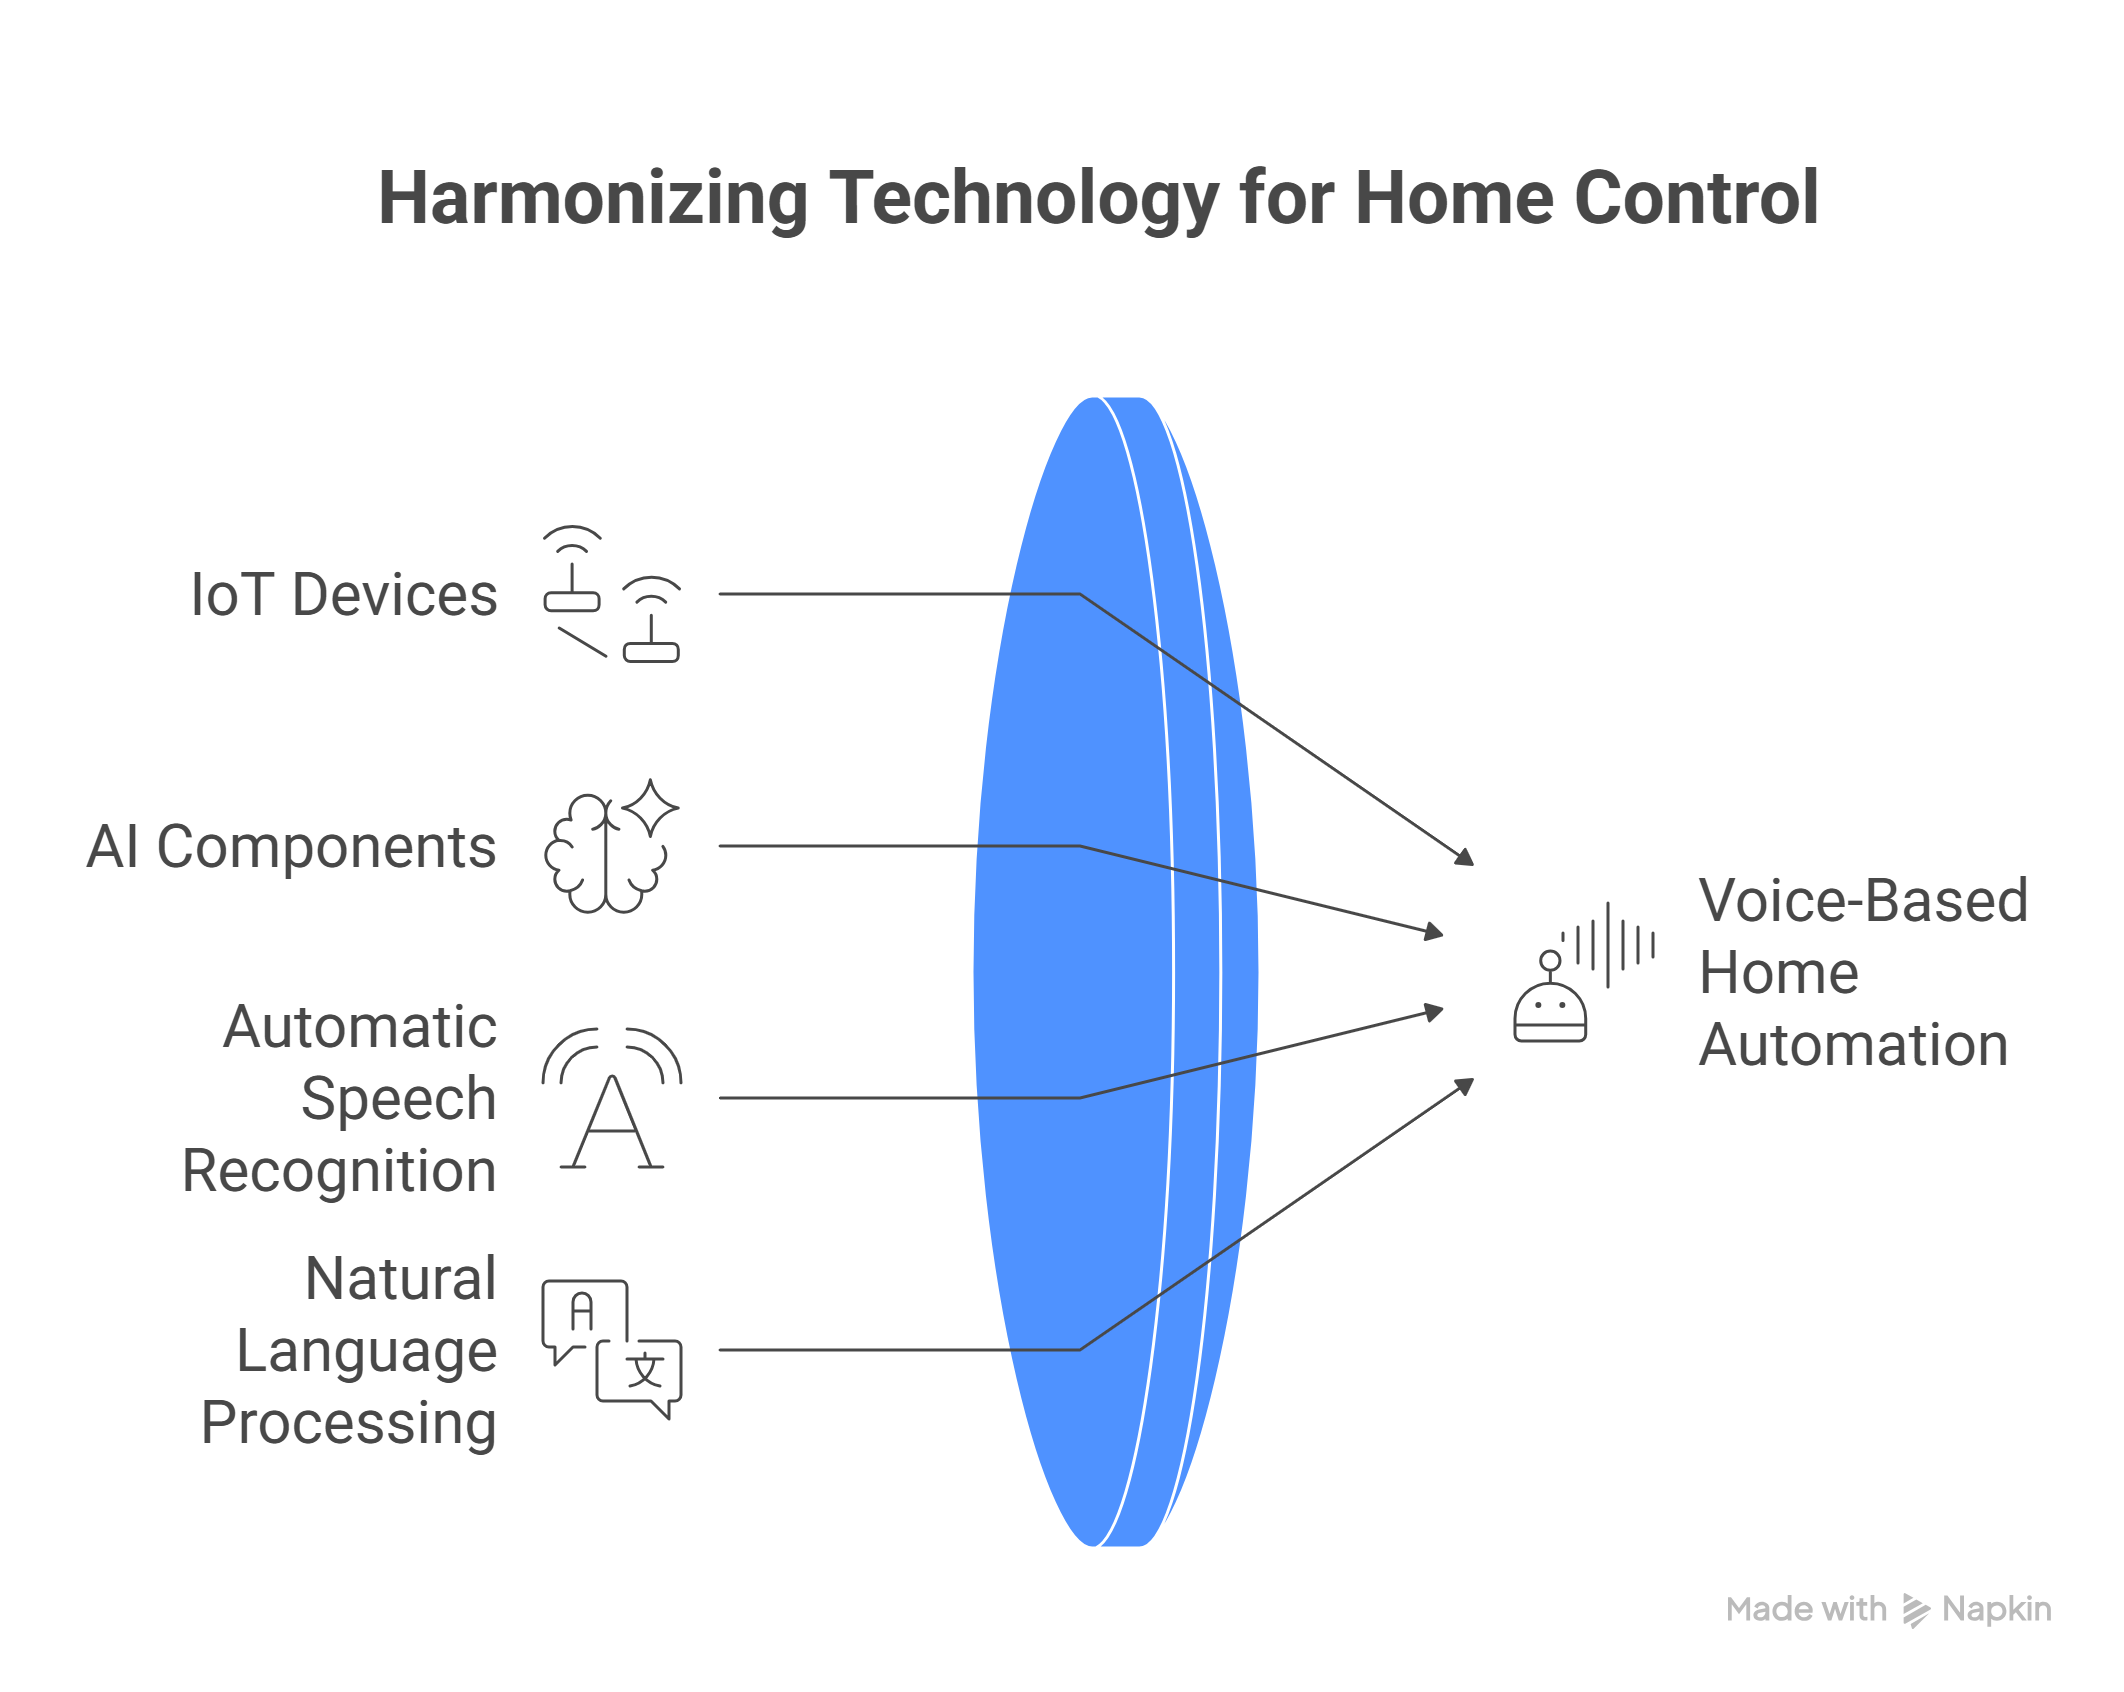 Harmonizing Technology for Home Control
IoT Devices
AI Components
Automatic
Speech
Recognition
Natural
Language
Processing
A
文
Voice-Based
Home
Automation
Made with Napkin